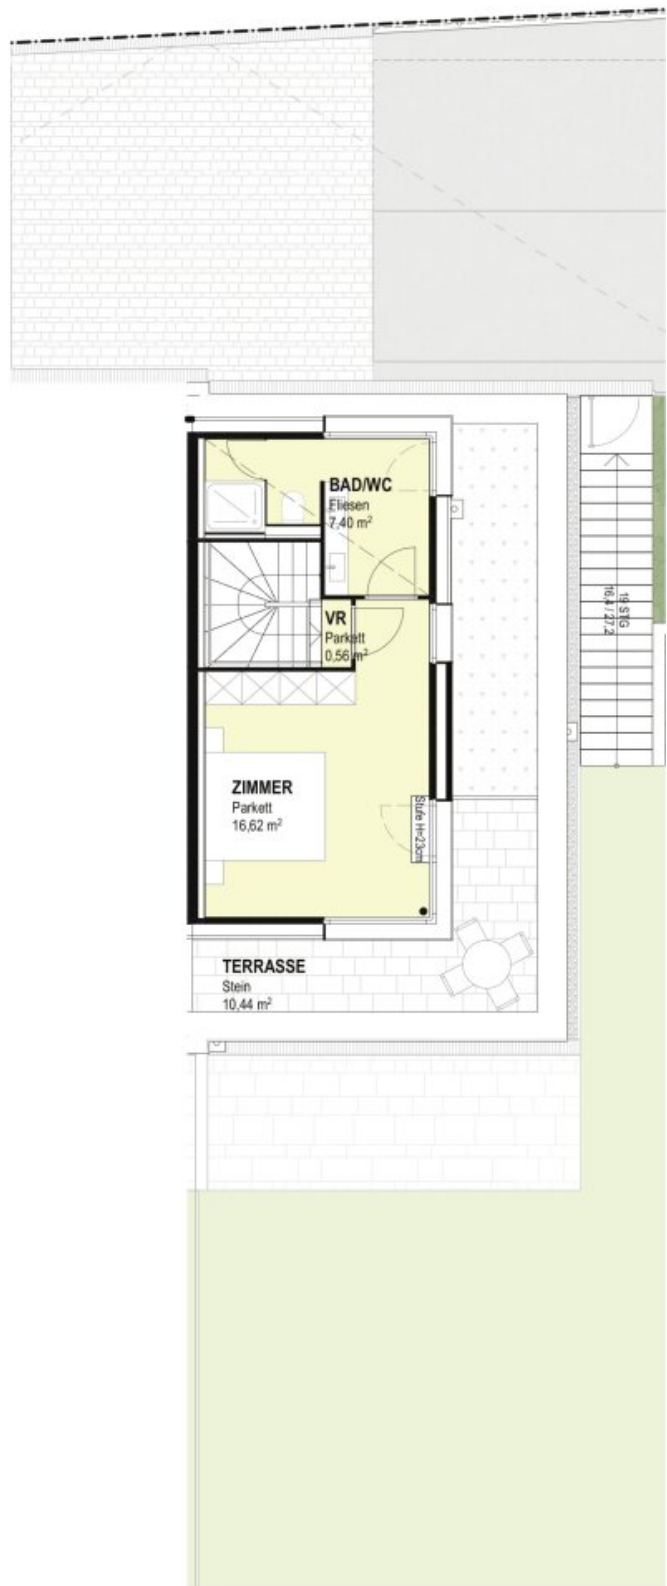 BAD/WC
Fliesen
7,40 m²
19 STG
16,4 / 27,2
VR
Parkett
0,56 m²
ZIMMER
Parkett
16,62 m²
Stufe H=23cm
TERRASSE
Stein
10,44 m²